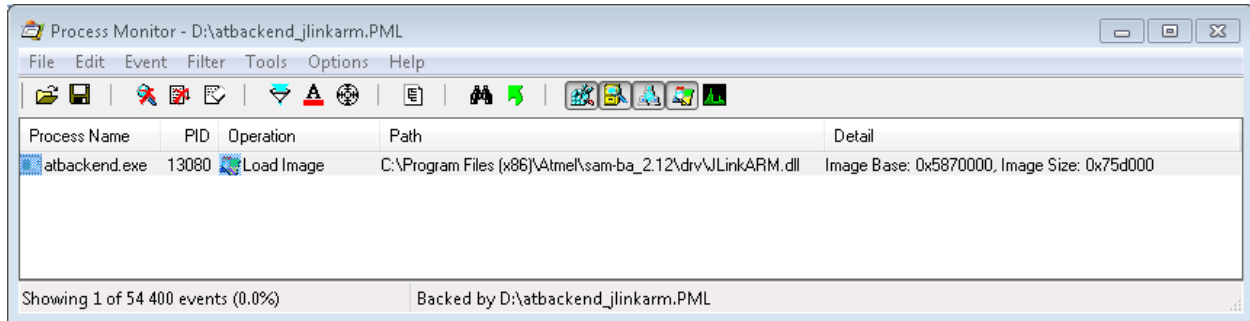 Process Monitor - D:\atbackend_jlinkarm.PML
File Edit Event Filter Tools Options Help
Process Name PID Operation Path Detail
atbackend.exe 13080 Load Image C:\Program Files (x86)\Atmel\sam-ba_2.12\drv\JLinkARM.dll Image Base: 0x5870000, Image Size: 0x75d000
Showing 1 of 54 400 events (0.0%) Backed by D:\atbackend_jlinkarm.PML